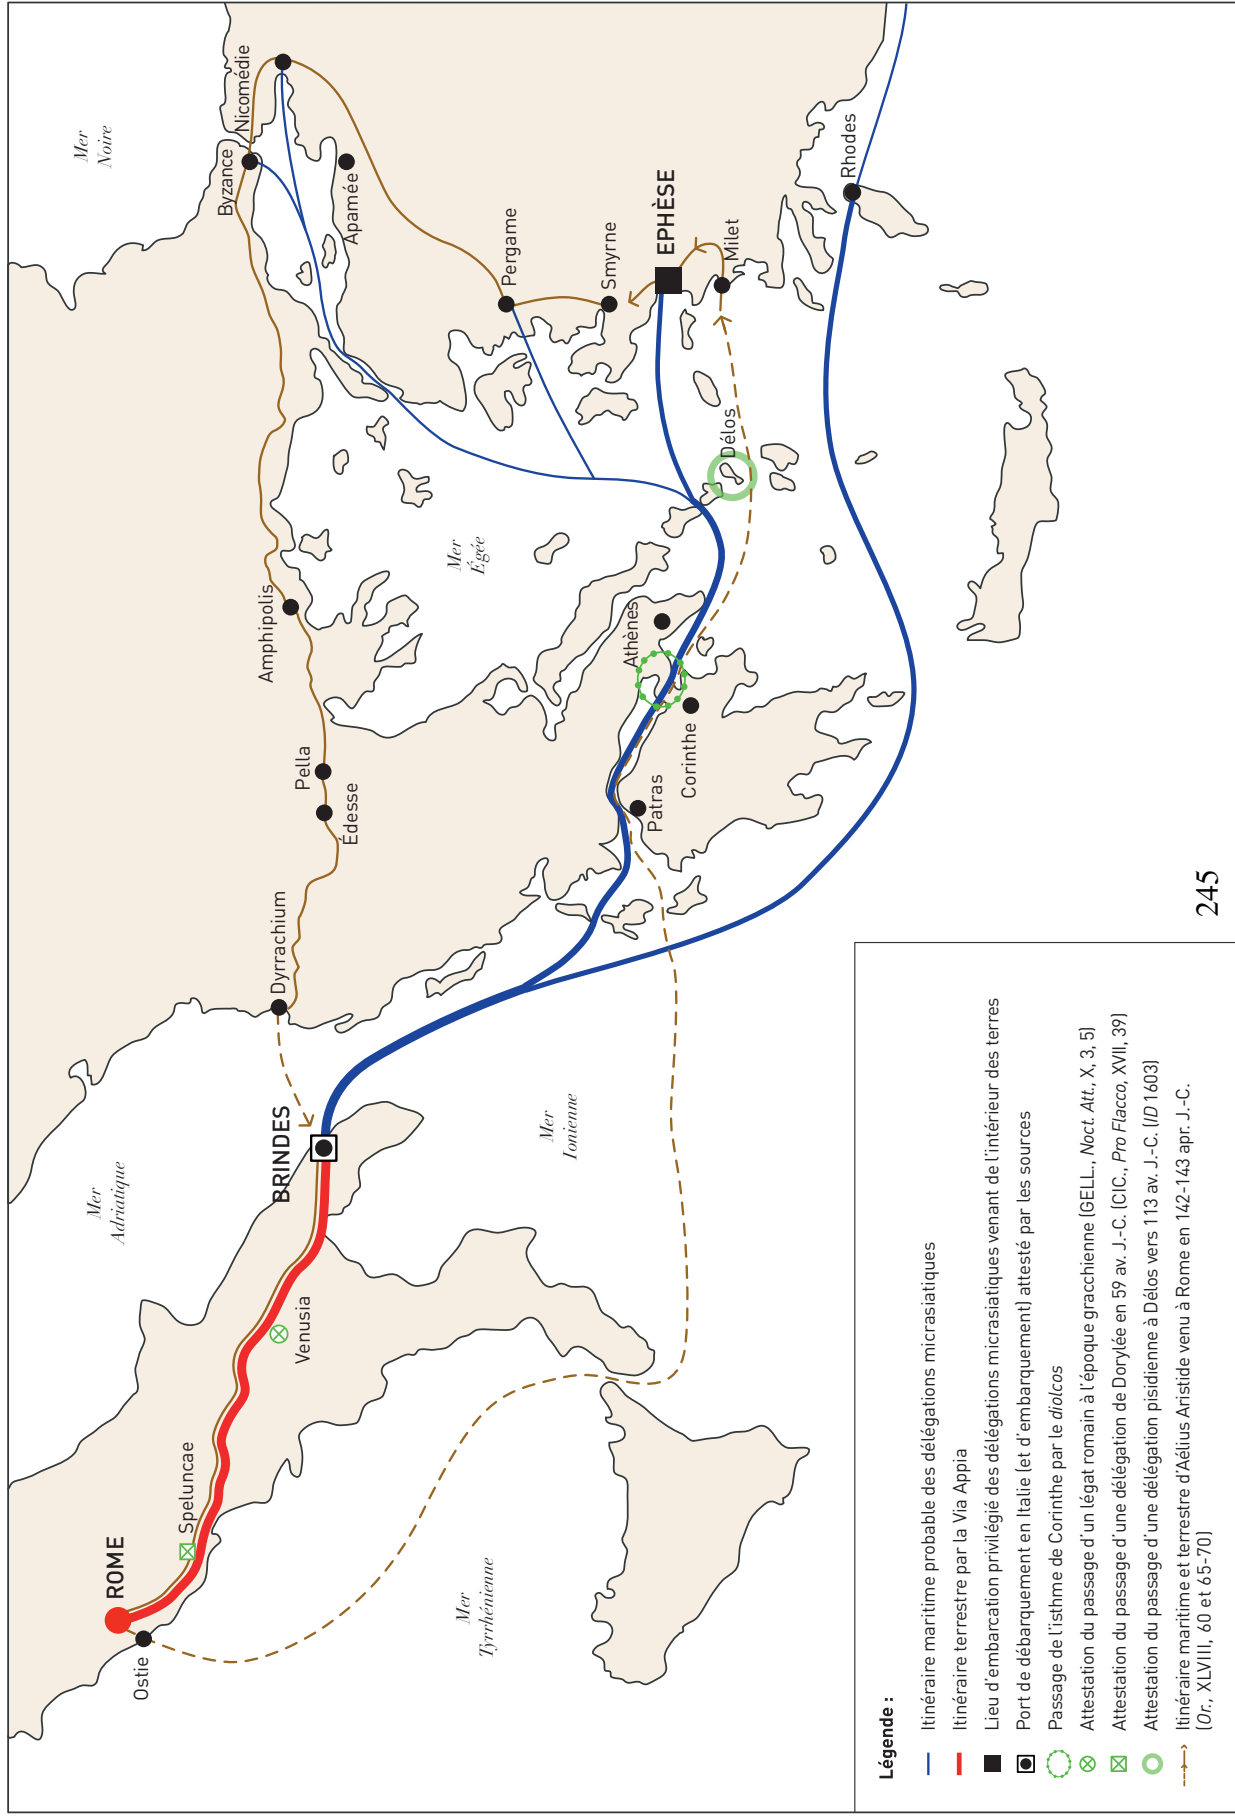 Mer
Noire
Nicomédie
Byzance
Apamée
Pergame
Smyrne
EPHÈSE
Milet
Rhodes
Délos
Mer
Égée
Amphipolis
Athènes
Corinthe
Patras
Pella
Édesse
Dyrrachium
BRINDES
Mer
Adriatique
Mer
Ionienne
Venusia
Speluncae
ROME
Ostie
Mer
Tyrrhénienne
Légende :
Itinéraire maritime probable des délégations micrasiatiques
Itinéraire terrestre par la Via Appia
Lieu d'embarcation privilégié des délégations micrasiatiques venant de l'intérieur des terres
Port de débarquement en Italie (et d'embarquement) attesté par les sources
Passage de l'isthme de Corinthe par le diolcos
Attestation du passage d'un légat romain à l'époque gracchienne (GELL., Noct. Att., X, 3, 5)
Attestation du passage d'une délégation de Dorylée en 59 av. J.-C. (CIC., Pro Flacco, XVII, 39)
Attestation du passage d'une délégation pisidienne à Délos vers 113 av. J.-C. (ID 1603)
Itinéraire maritime et terrestre d'Aélius Aristide venu à Rome en 142-143 apr. J.-C.
(Or., XLVIII, 60 et 65-70)
245